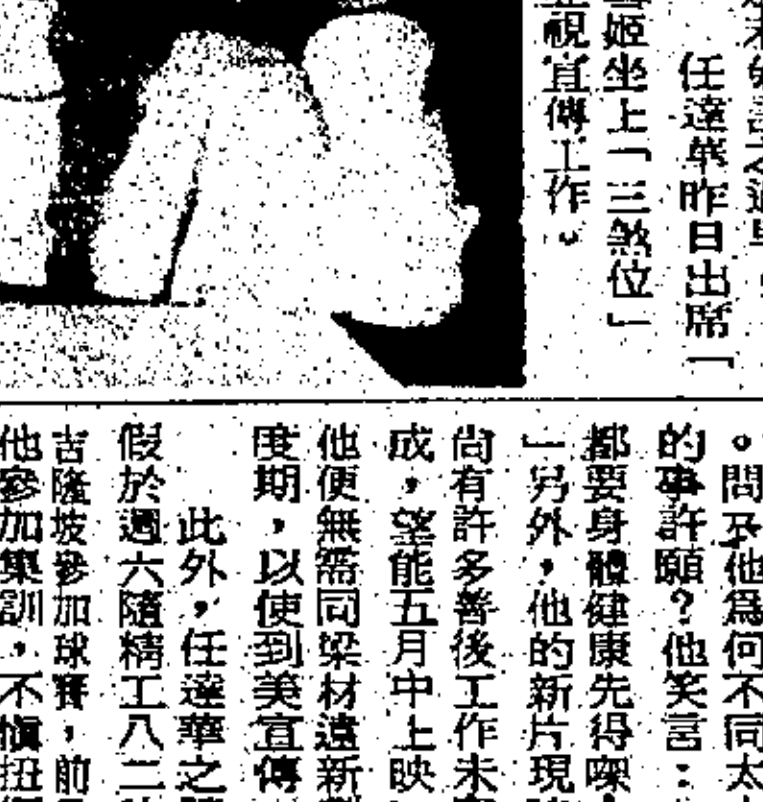 任達華昨日出席「
姬坐上「三煞位」
視宣傳工作。
。問及他為何不同太
的事許願？他笑言：
都要身體健康先得㗎
」另外，他的新片現
尚有許多善後工作未
成，望能五月中上映
他便無需同梁材遠新
度期，以使到美宣傳
此外，任達華之
假於週六隨精工八二
吉隆坡參加球賽，前
他參加集訓，不慎扭